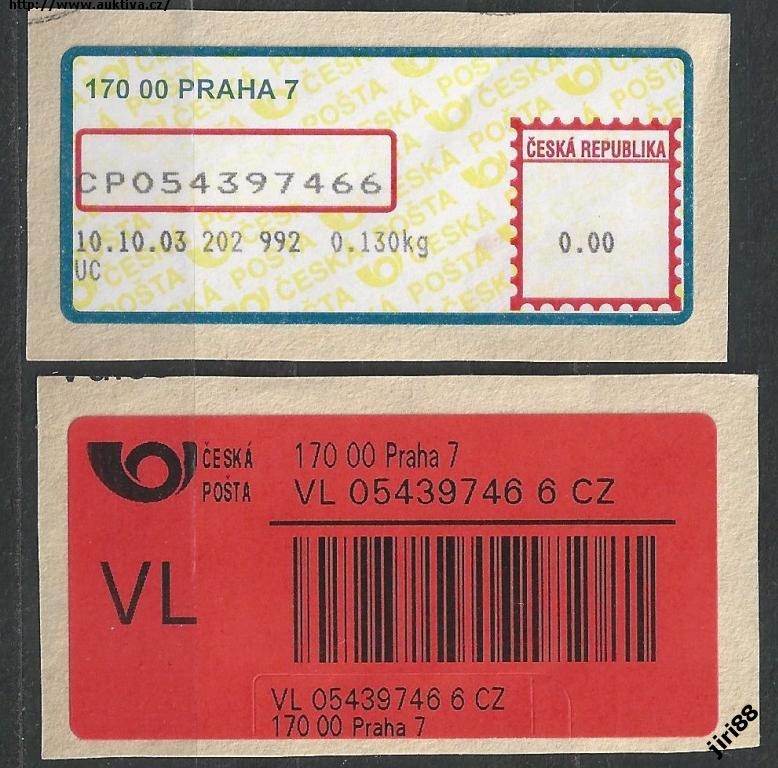 http://www.auktiva.cz/
170 00 PRAHA 7
ČESKÁ REPUBLIKA
CP054397466
10.10.03 202 992 0.130kg
0.00
UC
ČESKÁ POŠTA
ČESKÁ
POŠTA
170 00 Praha 7
VL 05439746 6 CZ
VL
VL 05439746 6 CZ
170 00 Praha 7
jiri88